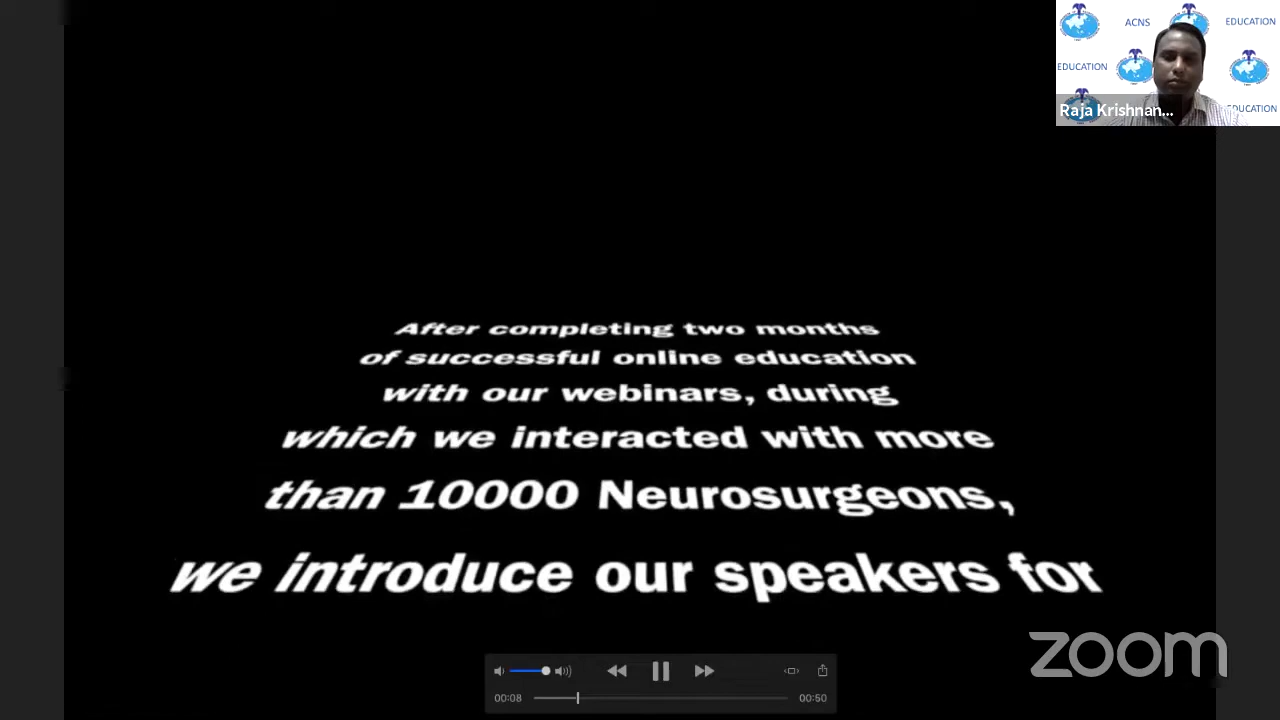 ACNS
EDUCATION
EDUCATION
EDUCATION
Raja Krishnan...
After completing two months
of successful online education
with our webinars, during
which we interacted with more
than 10000 Neurosurgeons,
we introduce our speakers for
zoom
00:08
00:50